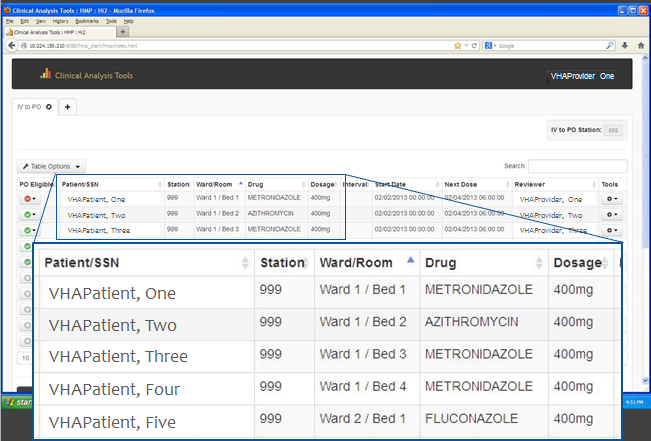 Clinical Analysis Tools : HMP : Hi2 - Mozilla Firefox
File Edit View History Bookmarks Tools Help
Clinical Analysis Tools : HMP : Hi2 +
10.224.150.210:8080/hmp_client/hmp/index.html
Google
Clinical Analysis Tools VHAProvider One
IV to PO +
IV to PO Station: 999
Table Options Search:
PO Eligible Patient/SSN Station Ward/Room Drug Dosage Interval Start Date Next Dose Reviewer Tools
VHAPatient, One 999 Ward 1 / Bed 1 METRONIDAZOLE 400mg 02/02/2013 00:00:00 02/04/2013 06:00:00 VHAProvider, One
VHAPatient, Two 999 Ward 1 / Bed 2 AZITHROMYCIN 400mg 02/02/2013 00:00:00 02/04/2013 06:00:00 VHAProvider, Two
VHAPatient, Three 999 Ward 1 / Bed 3 METRONIDAZOLE 400mg 02/02/2013 00:00:00 02/04/2013 06:00:00 VHAProvider, Three
Patient/SSN Station Ward/Room Drug Dosage
VHAPatient, One 999 Ward 1 / Bed 1 METRONIDAZOLE 400mg
VHAPatient, Two 999 Ward 1 / Bed 2 AZITHROMYCIN 400mg
VHAPatient, Three 999 Ward 1 / Bed 3 METRONIDAZOLE 400mg
VHAPatient, Four 999 Ward 1 / Bed 4 METRONIDAZOLE 400mg
VHAPatient, Five 999 Ward 2 / Bed 1 FLUCONAZOLE 400mg
10
start
4:51 PM